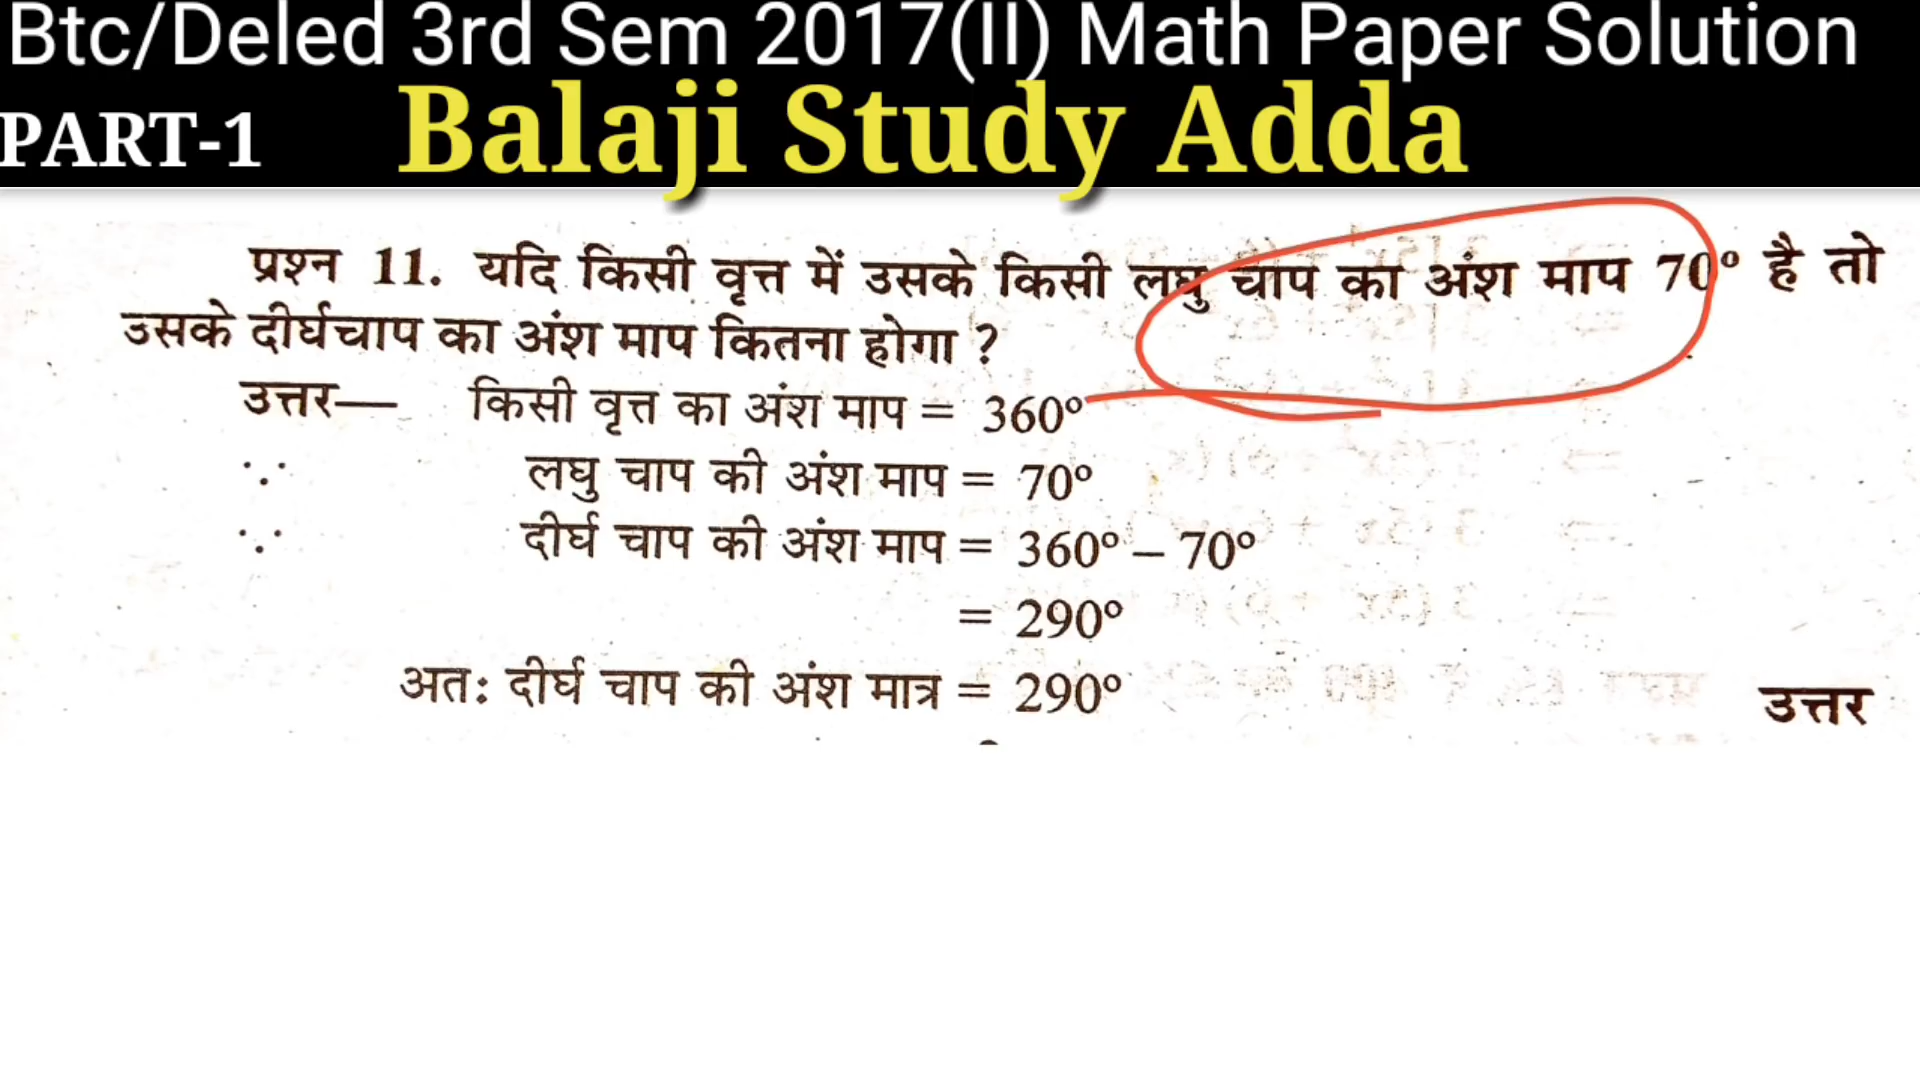 Btc/Deled 3rd Sem 2017(II) Math Paper Solution
PART-1 Balaji Study Adda
प्रश्न 11. यदि किसी वृत्त में उसके किसी लघु चाप का अंश माप 70° है तो
उसके दीर्घचाप का अंश माप कितना होगा ?
उत्तर— किसी वृत्त का अंश माप = 360°
∵ लघु चाप की अंश माप = 70°
∵ दीर्घ चाप की अंश माप = 360° – 70°
= 290°
अतः दीर्घ चाप की अंश मात्र = 290° उत्तर